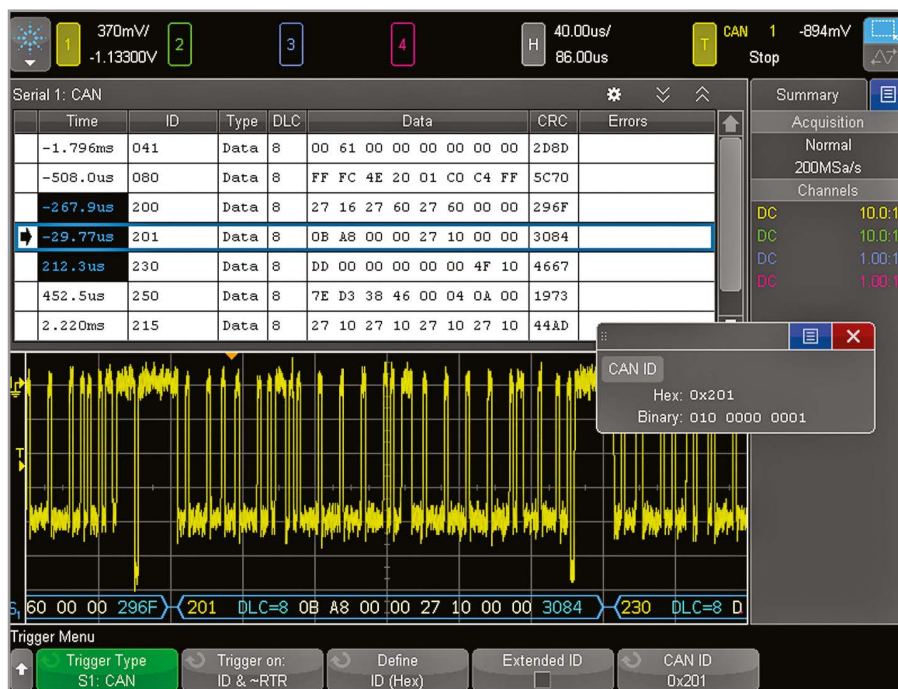 1 370mV/ 2 3 4 H 40.00us/ T CAN 1 -894mV
-1.13300V 86.00us Stop
Serial 1: CAN
Summary
Time ID Type DLC Data CRC Errors
Acquisition
-1.796ms 041 Data 8 00 61 00 00 00 00 00 00 2D8D
Normal
-508.0us 080 Data 8 FF FC 4E 20 01 C0 C4 FF 5C70
200MSa/s
Channels
-267.9us 200 Data 8 27 16 27 60 27 60 00 00 296F
DC 10.0:1
-29.77us 201 Data 8 0B A8 00 00 27 10 00 00 3084
DC 10.0:1
212.3us 230 Data 8 DD 00 00 00 00 00 4F 10 4667
DC 1.00:1
DC 1.00:1
452.5us 250 Data 8 7E D3 38 46 00 04 0A 00 1973
2.220ms 215 Data 8 27 10 27 10 27 10 27 10 44AD
CAN ID
Hex: 0x201
Binary: 010 0000 0001
T
S1 60 00 00 296F 201 DLC=8 0B A8 00 00 27 10 00 00 3084 230 DLC=8 D
Trigger Menu
Trigger Type Trigger on: Define Extended ID CAN ID
S1: CAN ID & ~RTR ID (Hex) 0x201